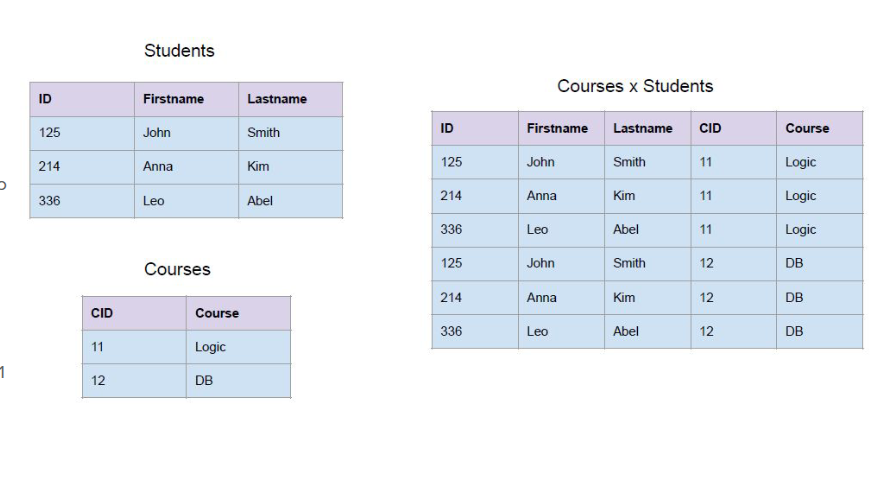 Students
ID Firstname Lastname
125 John Smith
214 Anna Kim
336 Leo Abel
Courses
CID Course
11 Logic
12 DB
Courses x Students
ID Firstname Lastname CID Course
125 John Smith 11 Logic
214 Anna Kim 11 Logic
336 Leo Abel 11 Logic
125 John Smith 12 DB
214 Anna Kim 12 DB
336 Leo Abel 12 DB